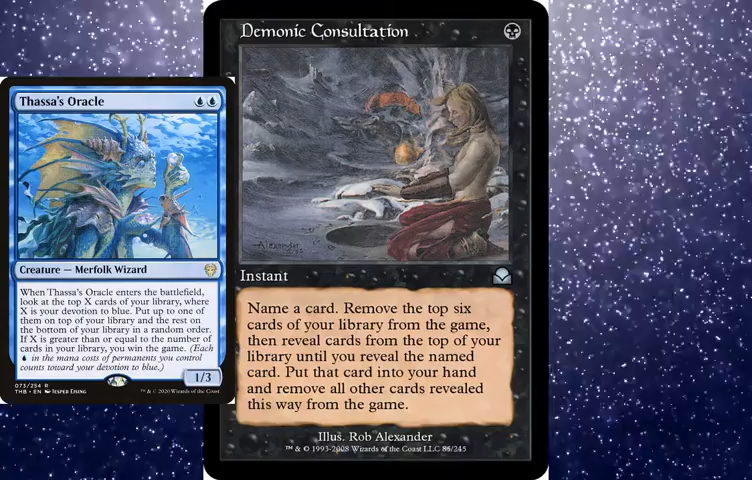 Thassa's Oracle
Creature — Merfolk Wizard
When Thassa's Oracle enters the battlefield,
look at the top X cards of your library, where
X is your devotion to blue. Put up to one of
them on top of your library and the rest on
the bottom of your library in a random order.
If X is greater than or equal to the number of
cards in your library, you win the game. (Each
in the mana costs of permanents you control
counts toward your devotion to blue.)
1/3
073/254 R
THB • EN Jesper Ejsing
™ & © 2020 Wizards of the Coast
Demonic Consultation
Alexander
Instant
Name a card. Remove the top six
cards of your library from the game,
then reveal cards from the top of your
library until you reveal the named
card. Put that card into your hand
and remove all other cards revealed
this way from the game.
Illus. Rob Alexander
™ & © 1993-2008 Wizards of the Coast LLC 85/245